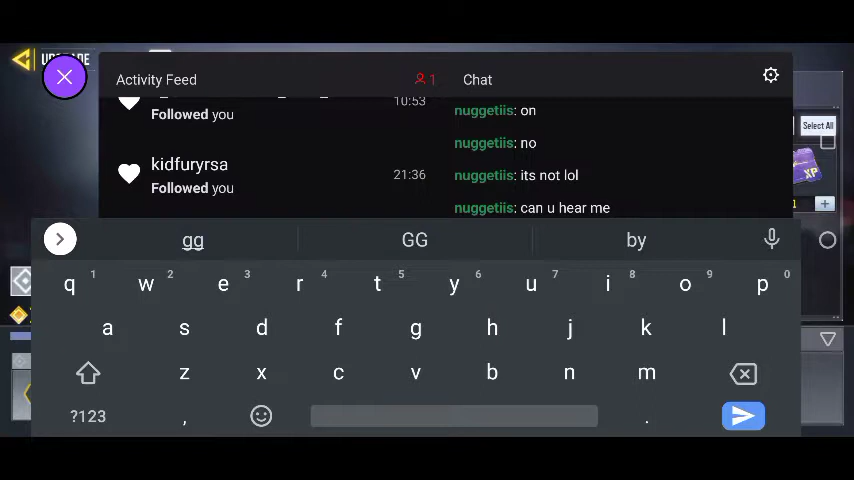 Activity Feed
1
Chat
10:53
Followed you
kidfuryrsa
21:36
Followed you
nuggetiis: on
nuggetiis: no
nuggetiis: its not lol
nuggetiis: can u hear me
Select All
XP
1
+
gg
GG
by
q 1 w 2 e 3 r 4 t 5 y 6 u 7 i 8 o 9 p 0
a s d f g h j k l
z x c v b n m
?123 , .